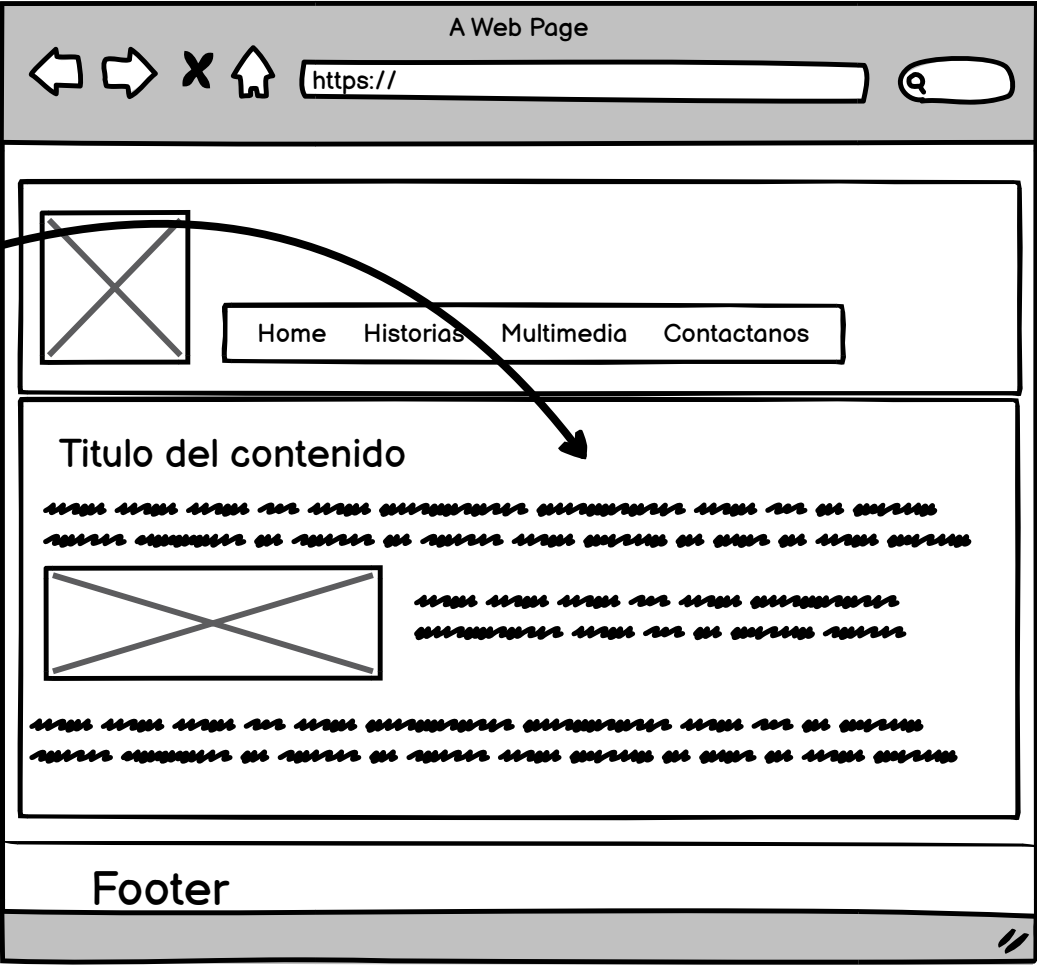 A Web Page
https://
Home Historias Multimedia Contactanos
Titulo del contenido
Footer